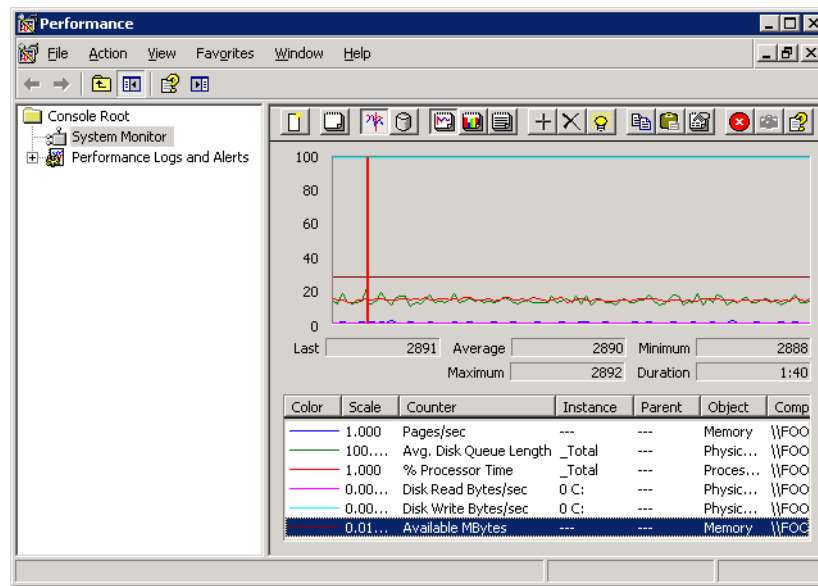 Performance
File Action View Favorites Window Help
Console Root
System Monitor
Performance Logs and Alerts
100
80
60
40
20
0
Last 2891 Average 2890 Minimum 2888
Maximum 2892 Duration 1:40
Color Scale Counter Instance Parent Object Comp
1.000 Pages/sec --- --- Memory \\FOO
100.... Avg. Disk Queue Length _Total --- Physic... \\FOO
1.000 % Processor Time _Total --- Proces... \\FOO
0.00... Disk Read Bytes/sec 0 C: --- Physic... \\FOO
0.00... Disk Write Bytes/sec 0 C: --- Physic... \\FOO
0.01... Available MBytes --- --- Memory \\FOO